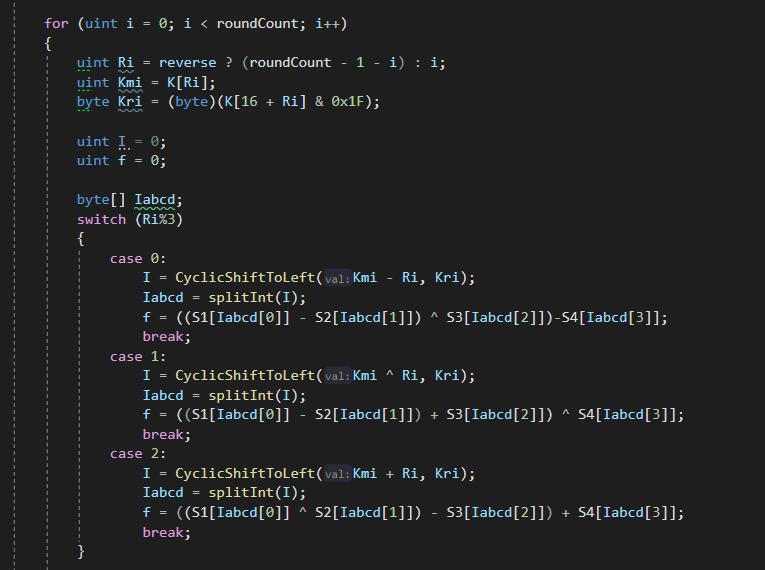 for (uint i = 0; i < roundCount; i++)
{
uint Ri = reverse ? (roundCount - 1 - i) : i;
uint Kmi = K[Ri];
byte Kri = (byte)(K[16 + Ri] & 0x1F);
uint I = 0;
uint f = 0;
byte[] Iabcd;
switch (Ri%3)
{
case 0:
I = CyclicShiftToLeft(val:Kmi - Ri, Kri);
Iabcd = splitInt(I);
f = ((S1[Iabcd[0]] - S2[Iabcd[1]]) ^ S3[Iabcd[2]])-S4[Iabcd[3]];
break;
case 1:
I = CyclicShiftToLeft(val:Kmi ^ Ri, Kri);
Iabcd = splitInt(I);
f = ((S1[Iabcd[0]] - S2[Iabcd[1]]) + S3[Iabcd[2]]) ^ S4[Iabcd[3]];
break;
case 2:
I = CyclicShiftToLeft(val:Kmi + Ri, Kri);
Iabcd = splitInt(I);
f = ((S1[Iabcd[0]] ^ S2[Iabcd[1]]) - S3[Iabcd[2]]) + S4[Iabcd[3]];
break;
}